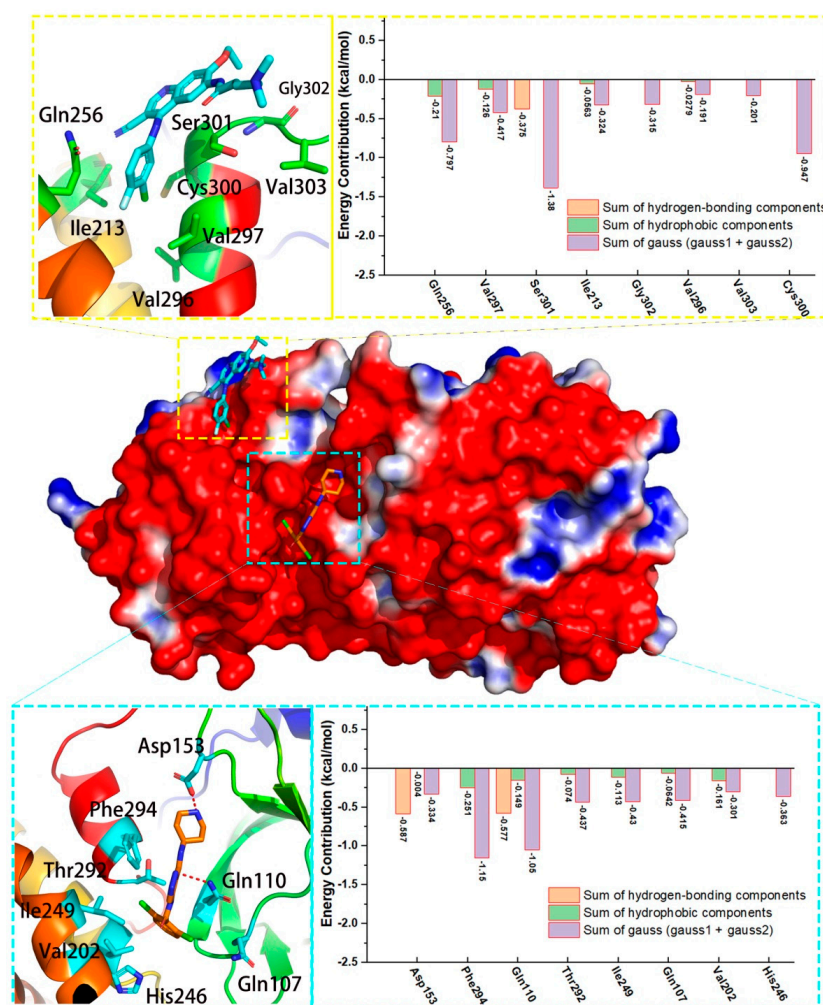 Gln256
Ser301
Gly302
Cys300
Val303
Ile213
Val297
Val296
Energy Contribution (kcal/mol)
0.0
-0.5
-1.0
-1.5
-2.0
-2.5
-0.21
-0.797
-0.126
-0.417
-0.375
-1.38
-0.0563
-0.324
-0.315
-0.0279
-0.191
-0.201
-0.947
Sum of hydrogen-bonding components
Sum of hydrophobic components
Sum of gauss (gauss1 + gauss2)
Gln256
Val297
Ser301
Ile213
Gly302
Val296
Val303
Cys300
Asp153
Phe294
Thr292
Gln110
Ile249
Val202
His246
Gln107
Energy Contribution (kcal/mol)
0.0
-0.5
-1.0
-1.5
-2.0
-2.5
-0.587
-0.004
-0.334
-0.251
-1.15
-0.577
-0.149
-1.05
-0.074
-0.437
-0.113
-0.43
-0.0642
-0.415
-0.161
-0.301
-0.363
Sum of hydrogen-bonding components
Sum of hydrophobic components
Sum of gauss (gauss1 + gauss2)
Asp153
Phe294
Gln110
Thr292
Ile249
Gln107
Val202
His246